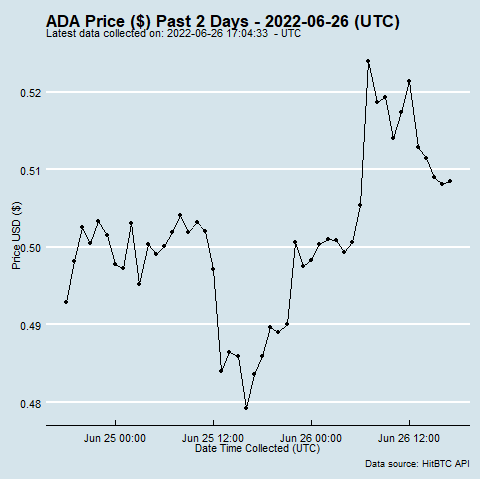 ADA Price ($) Past 2 Days - 2022-06-26 (UTC)
Latest data collected on: 2022-06-26 17:04:33 - UTC
Price USD ($)
0.52
0.51
0.50
0.49
0.48
Jun 25 00:00 Jun 25 12:00 Jun 26 00:00 Jun 26 12:00
Date Time Collected (UTC)
Data source: HitBTC API